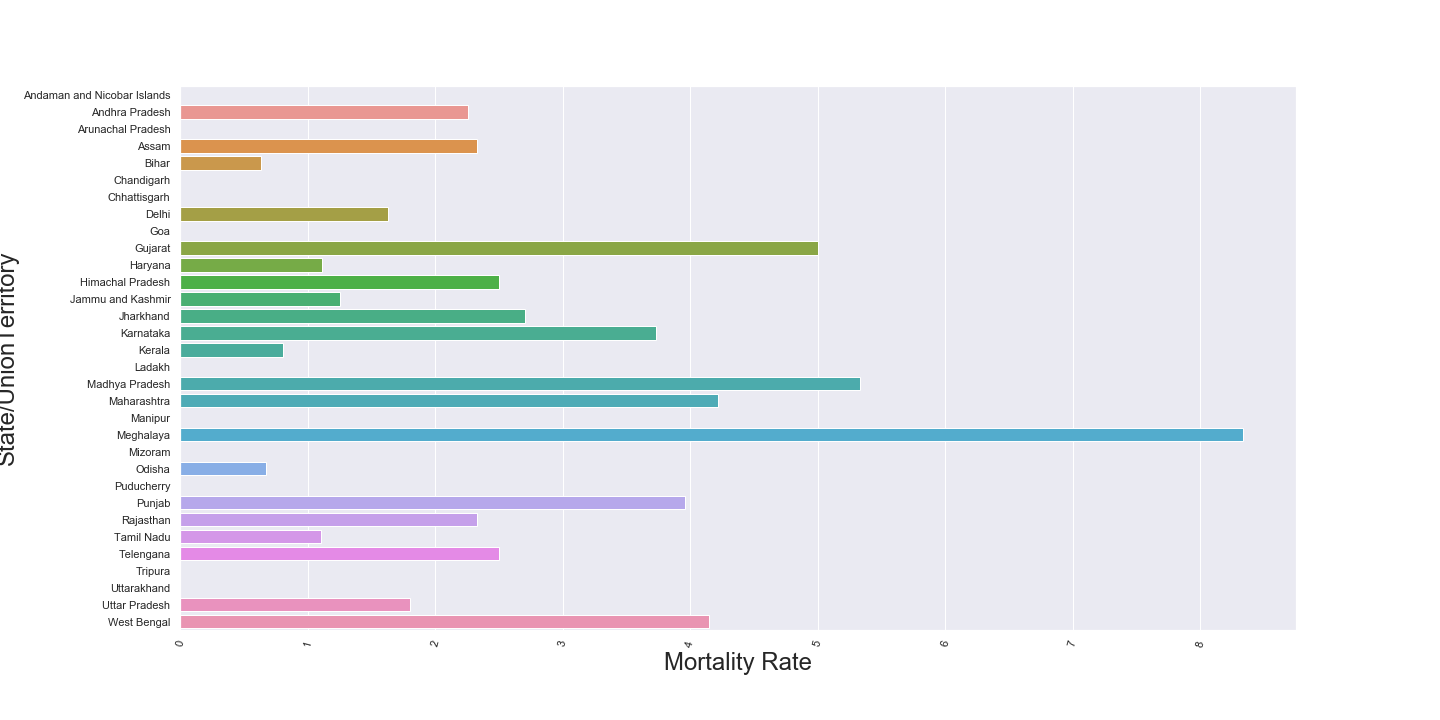 Andaman and Nicobar Islands
Andhra Pradesh
Arunachal Pradesh
Assam
Bihar
Chandigarh
Chhattisgarh
Delhi
Goa
Gujarat
Haryana
Himachal Pradesh
Jammu and Kashmir
Jharkhand
Karnataka
Kerala
Ladakh
Madhya Pradesh
Maharashtra
Manipur
Meghalaya
Mizoram
Odisha
Puducherry
Punjab
Rajasthan
Tamil Nadu
Telengana
Tripura
Uttarakhand
Uttar Pradesh
West Bengal
State/UnionTerritory
0 1 2 3 4 5 6 7 8
Mortality Rate